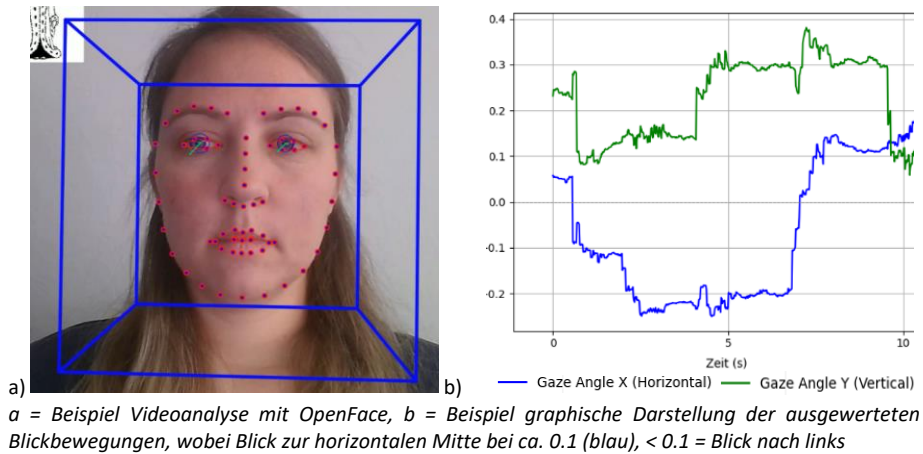 0.4
0.3
0.2
0.1
0.0
-0.1
-0.2
0 5 10
Zeit (s)
a) b) Gaze Angle X (Horizontal) Gaze Angle Y (Vertical)
a = Beispiel Videoanalyse mit OpenFace, b = Beispiel graphische Darstellung der ausgewerteten
Blickbewegungen, wobei Blick zur horizontalen Mitte bei ca. 0.1 (blau), < 0.1 = Blick nach links